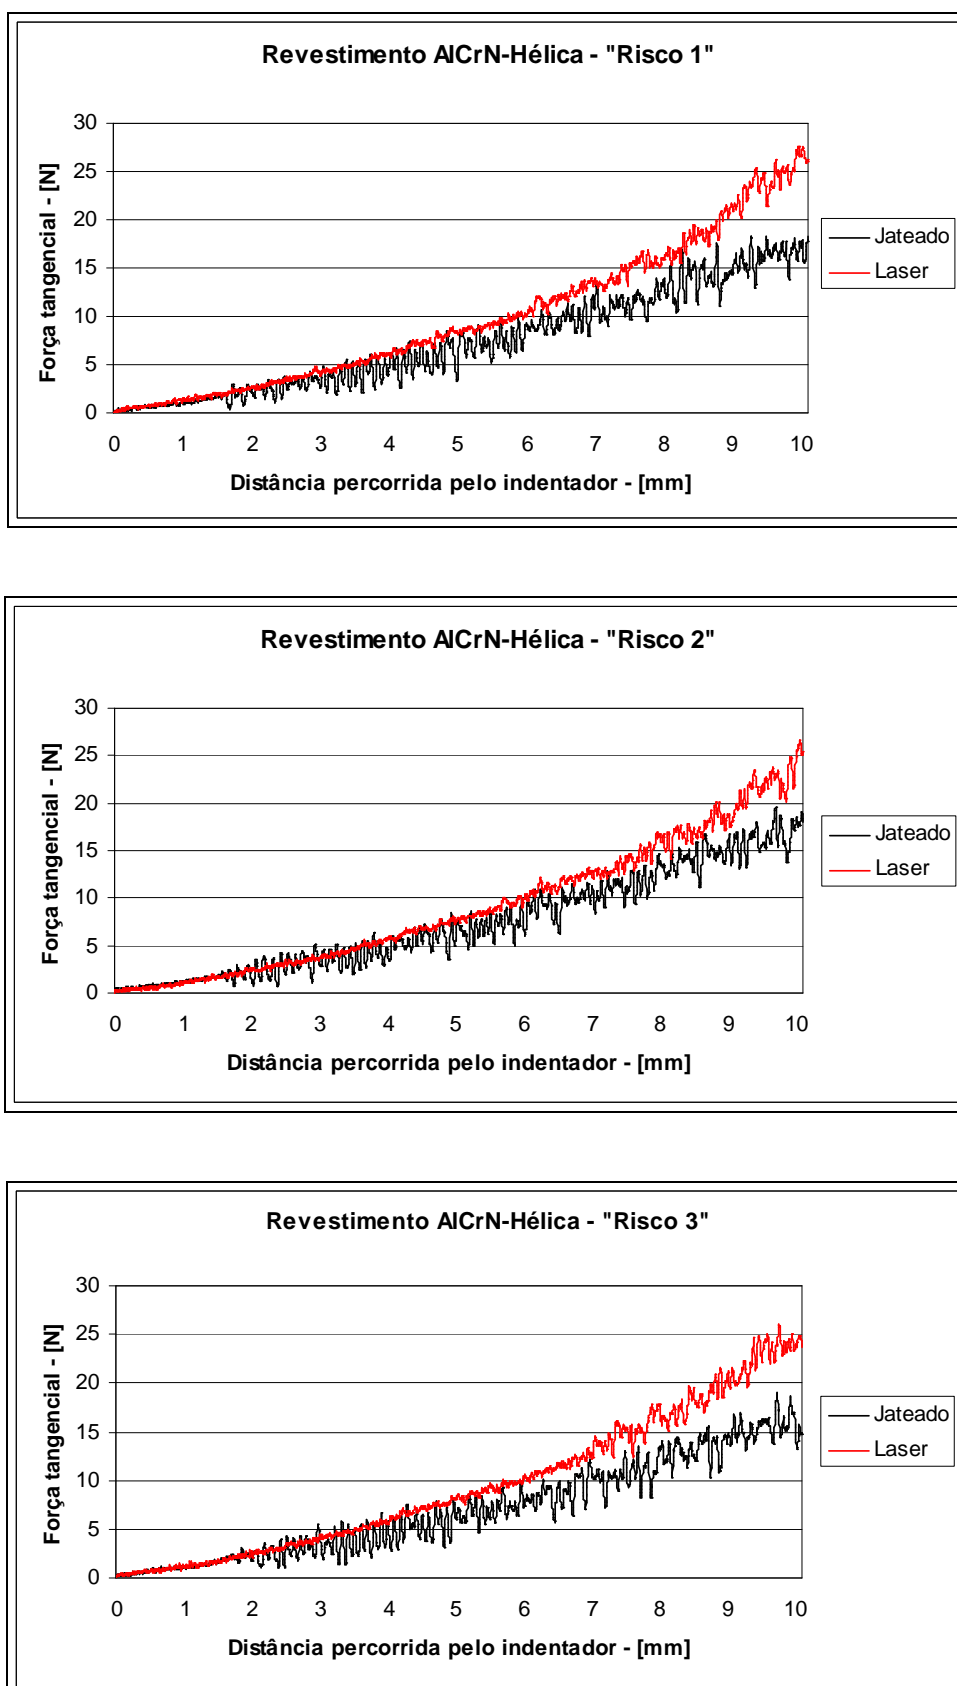 Revestimento AlCrN-Hélica - "Risco 1"
30
25
20
15
10
5
0
Força tangencial - [N]
0 1 2 3 4 5 6 7 8 9 10
Distância percorrida pelo indentador - [mm]
Jateado
Laser
Revestimento AlCrN-Hélica - "Risco 2"
30
25
20
15
10
5
0
Força tangencial - [N]
0 1 2 3 4 5 6 7 8 9 10
Distância percorrida pelo indentador - [mm]
Jateado
Laser
Revestimento AlCrN-Hélica - "Risco 3"
30
25
20
15
10
5
0
Força tangencial - [N]
0 1 2 3 4 5 6 7 8 9 10
Distância percorrida pelo indentador - [mm]
Jateado
Laser